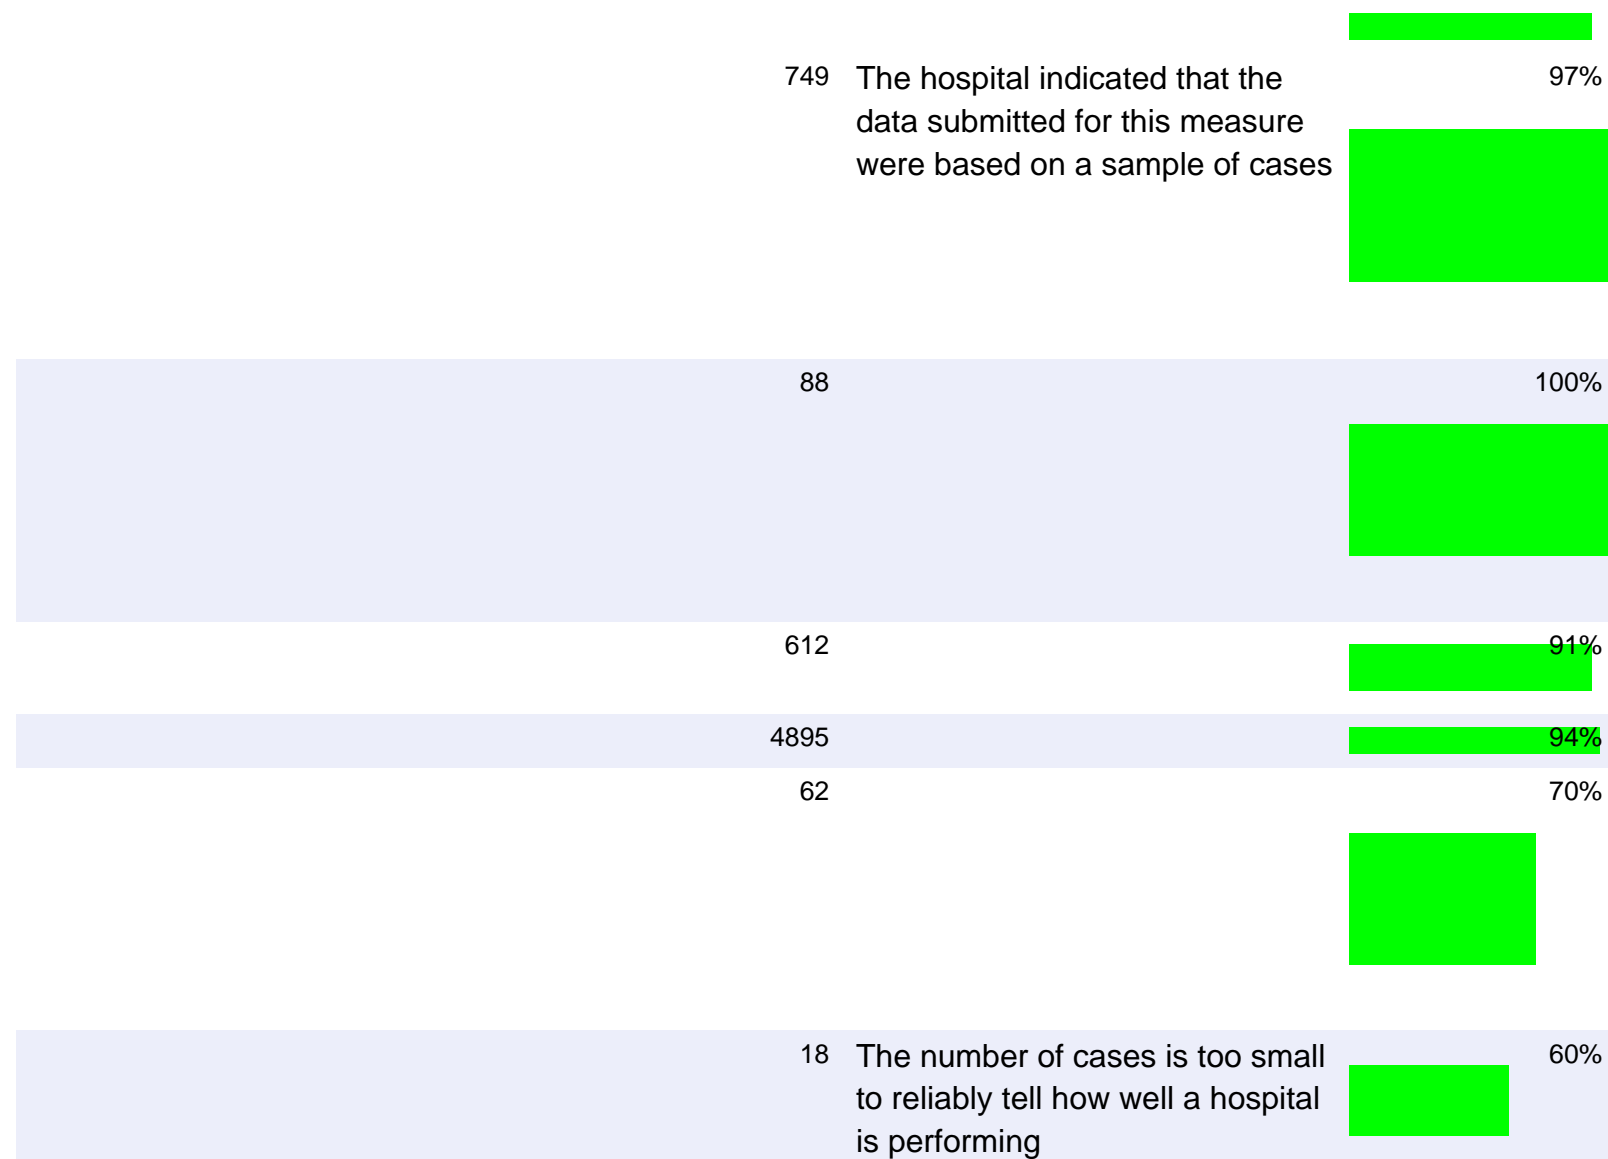 749 The hospital indicated that the 97%
data submitted for this measure
were based on a sample of cases
88 100%
612 91%
4895 94%
62 70%
18 The number of cases is too small 60%
to reliably tell how well a hospital
is performing